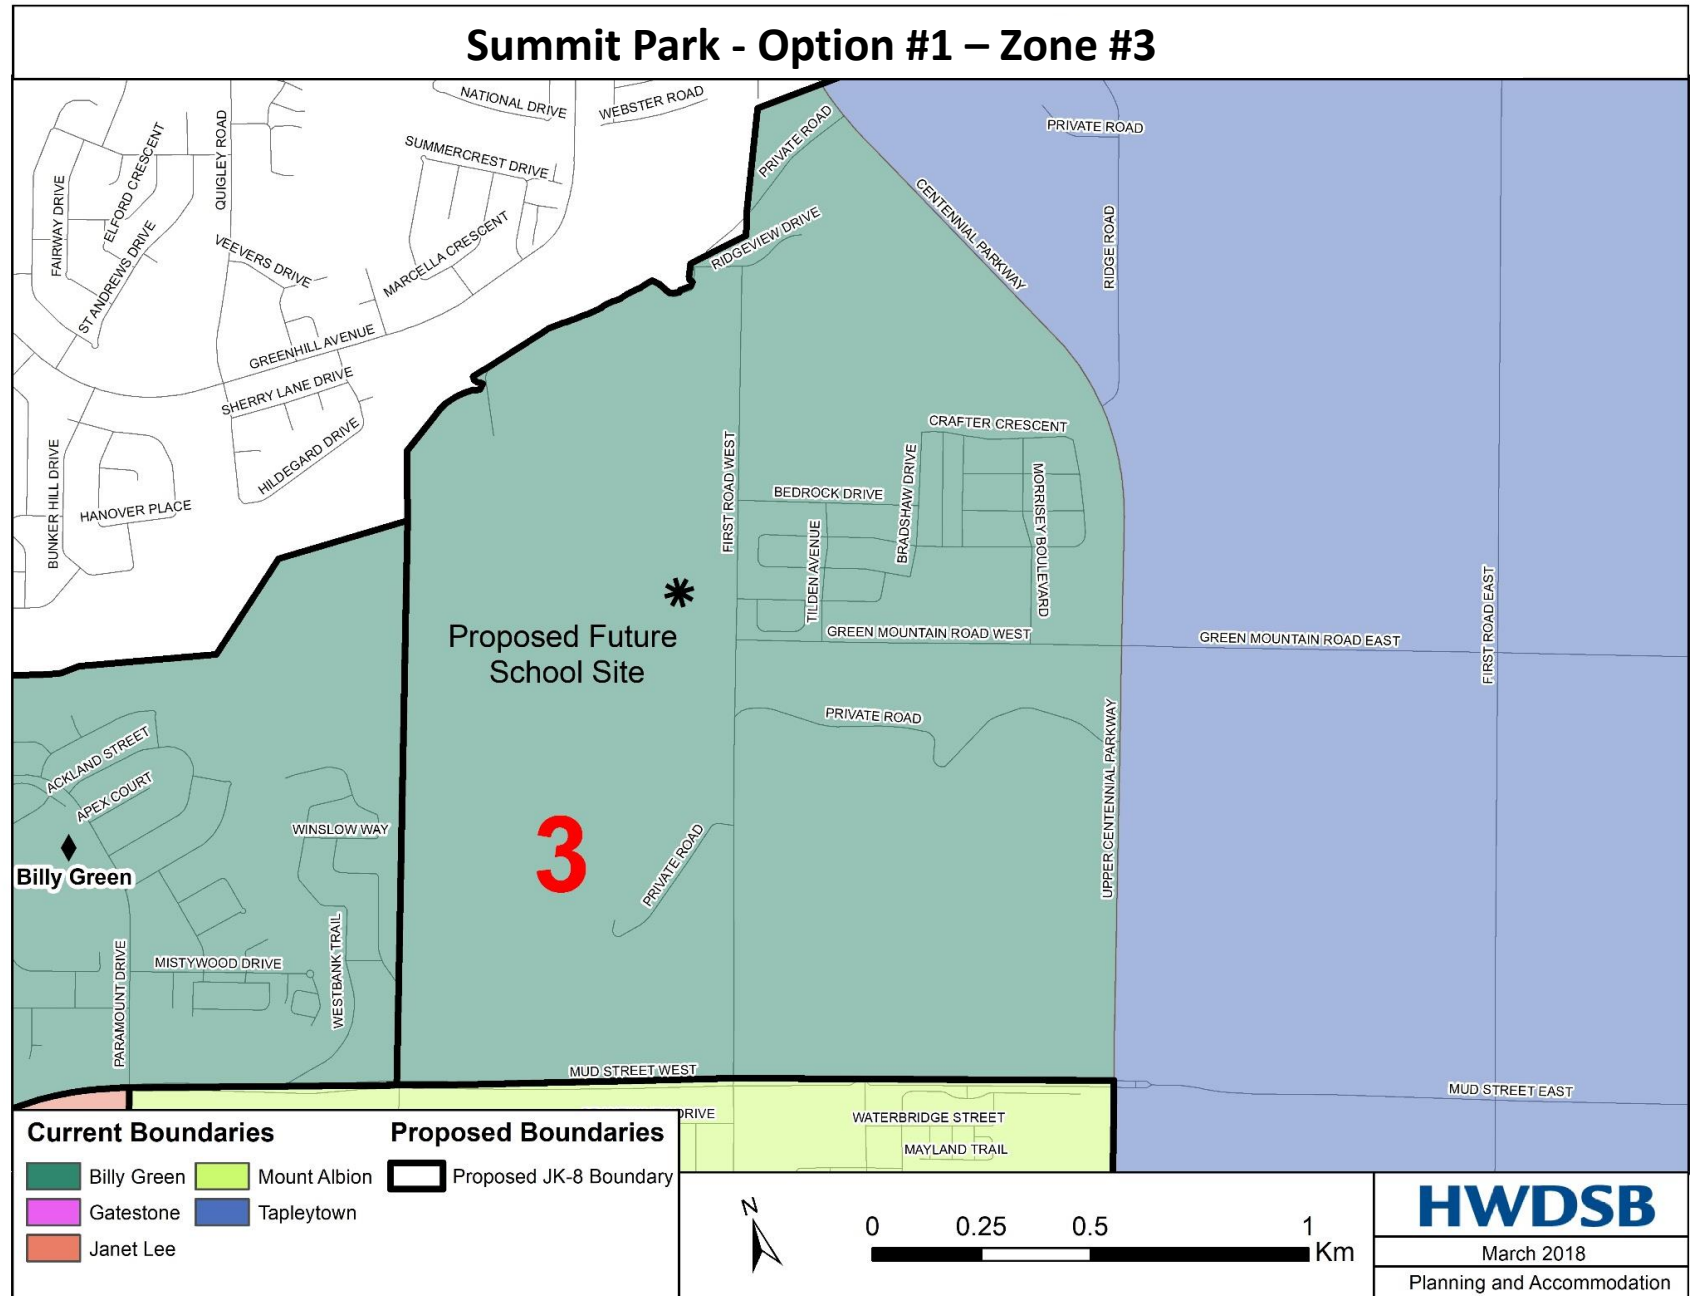 Summit Park - Option #1 – Zone #3
NATIONAL DRIVE
WEBSTER ROAD
PRIVATE ROAD
PRIVATE ROAD
QUIGLEY ROAD
ELFORD CRESCENT
SUMMERCREST DRIVE
FAIRWAY DRIVE
ST ANDREWS DRIVE
VEEVERS DRIVE
MARCELLA CRESCENT
RIDGEVIEW DRIVE
CENTENNIAL PARKWAY
RIDGE ROAD
GREENHILL AVENUE
SHERRY LANE DRIVE
HILDEGARD DRIVE
BUNKER HILL DRIVE
HANOVER PLACE
CRAFTER CRESCENT
FIRST ROAD WEST
BEDROCK DRIVE
BRADSHAW DRIVE
MORRISEY BOULEVARD
TILDEN AVENUE
Proposed Future
School Site
GREEN MOUNTAIN ROAD WEST
GREEN MOUNTAIN ROAD EAST
FIRST ROAD EAST
PRIVATE ROAD
UPPER CENTENNIAL PARKWAY
ACKLAND STREET
APEX COURT
WINSLOW WAY
Billy Green
3
PRIVATE ROAD
PARAMOUNT DRIVE
MISTYWOOD DRIVE
WESTBANK TRAIL
MUD STREET WEST
MUD STREET EAST
DRIVE
WATERBRIDGE STREET
MAYLAND TRAIL
Current Boundaries
Proposed Boundaries
Billy Green
Mount Albion
Proposed JK-8 Boundary
Gatestone
Tapleytown
Janet Lee
N
0 0.25 0.5 1
Km
HWDSB
March 2018
Planning and Accommodation